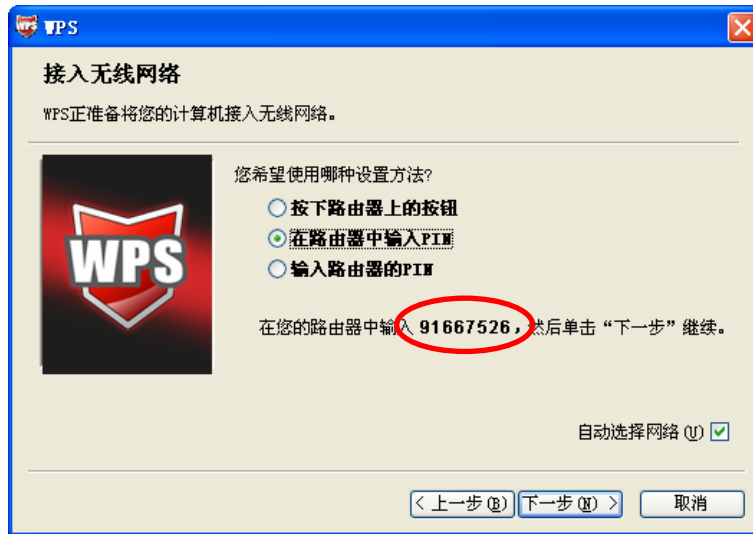 WPS
接入无线网络
WPS正准备将您的计算机接入无线网络。
WPS
您希望使用哪种设置方法?
按下路由器上的按钮
在路由器中输入PIN
输入路由器的PIN
在您的路由器中输入 91667526，然后单击“下一步”继续。
自动选择网络(U)
< 上一步(B) 下一步(N) > 取消